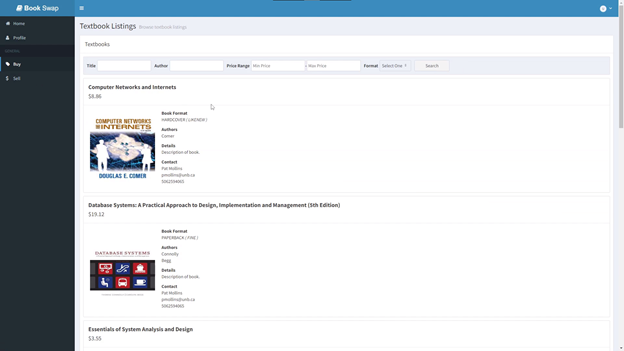 Book Swap
Home
Profile
Buy
Sell
Textbook Listings Browse textbook listings
Textbooks
Title Author Price Range Min Price - Max Price Format Select One Search
Computer Networks and Internets
$8.86
COMPUTER NETWORKS
AND INTERNETS
DOUGLAS E. COMER
Book Format
HARDCOVER / LIKENEW /
Authors
Comer
Details
Description of book.
Contact
Pat Mollins
pmollins@unb.ca
5062594065
Database Systems: A Practical Approach to Design, Implementation and Management (5th Edition)
$19.12
DATABASE SYSTEMS
Book Format
PAPERBACK / FINE /
Authors
Connolly
Begg
Details
Description of book.
Contact
Pat Mollins
pmollins@unb.ca
5062594065
Essentials of System Analysis and Design
$3.55